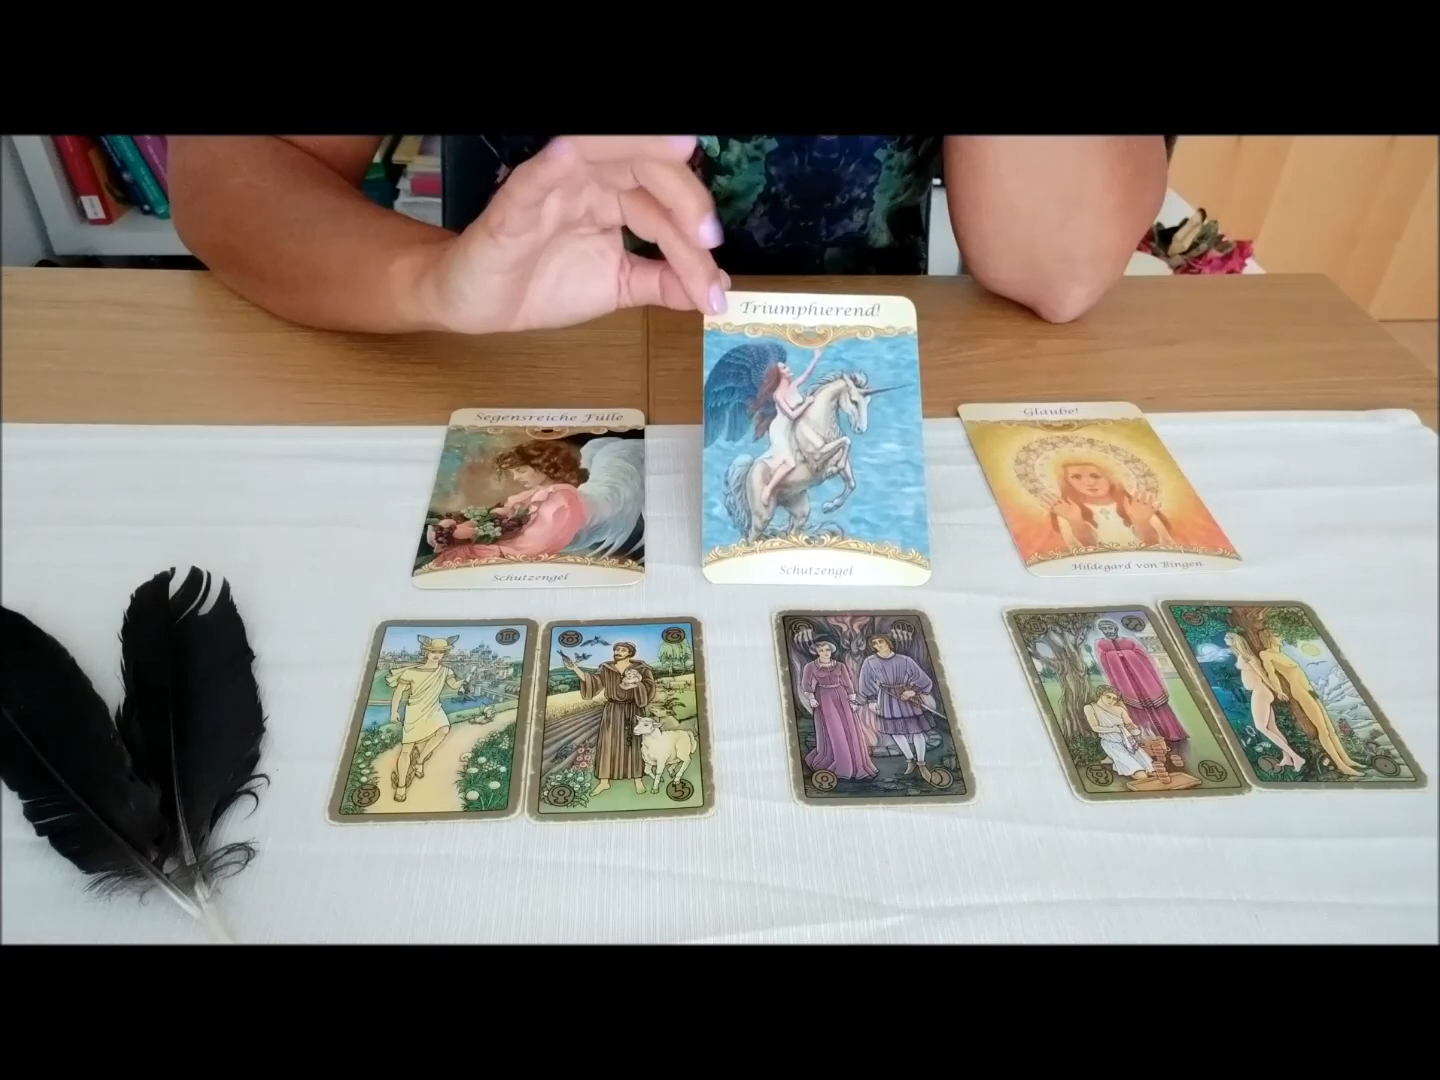 Triumphierend!
Segensreiche Fülle
Glaube!
Schutzengel
Schutzengel
Hildegard von Bingen